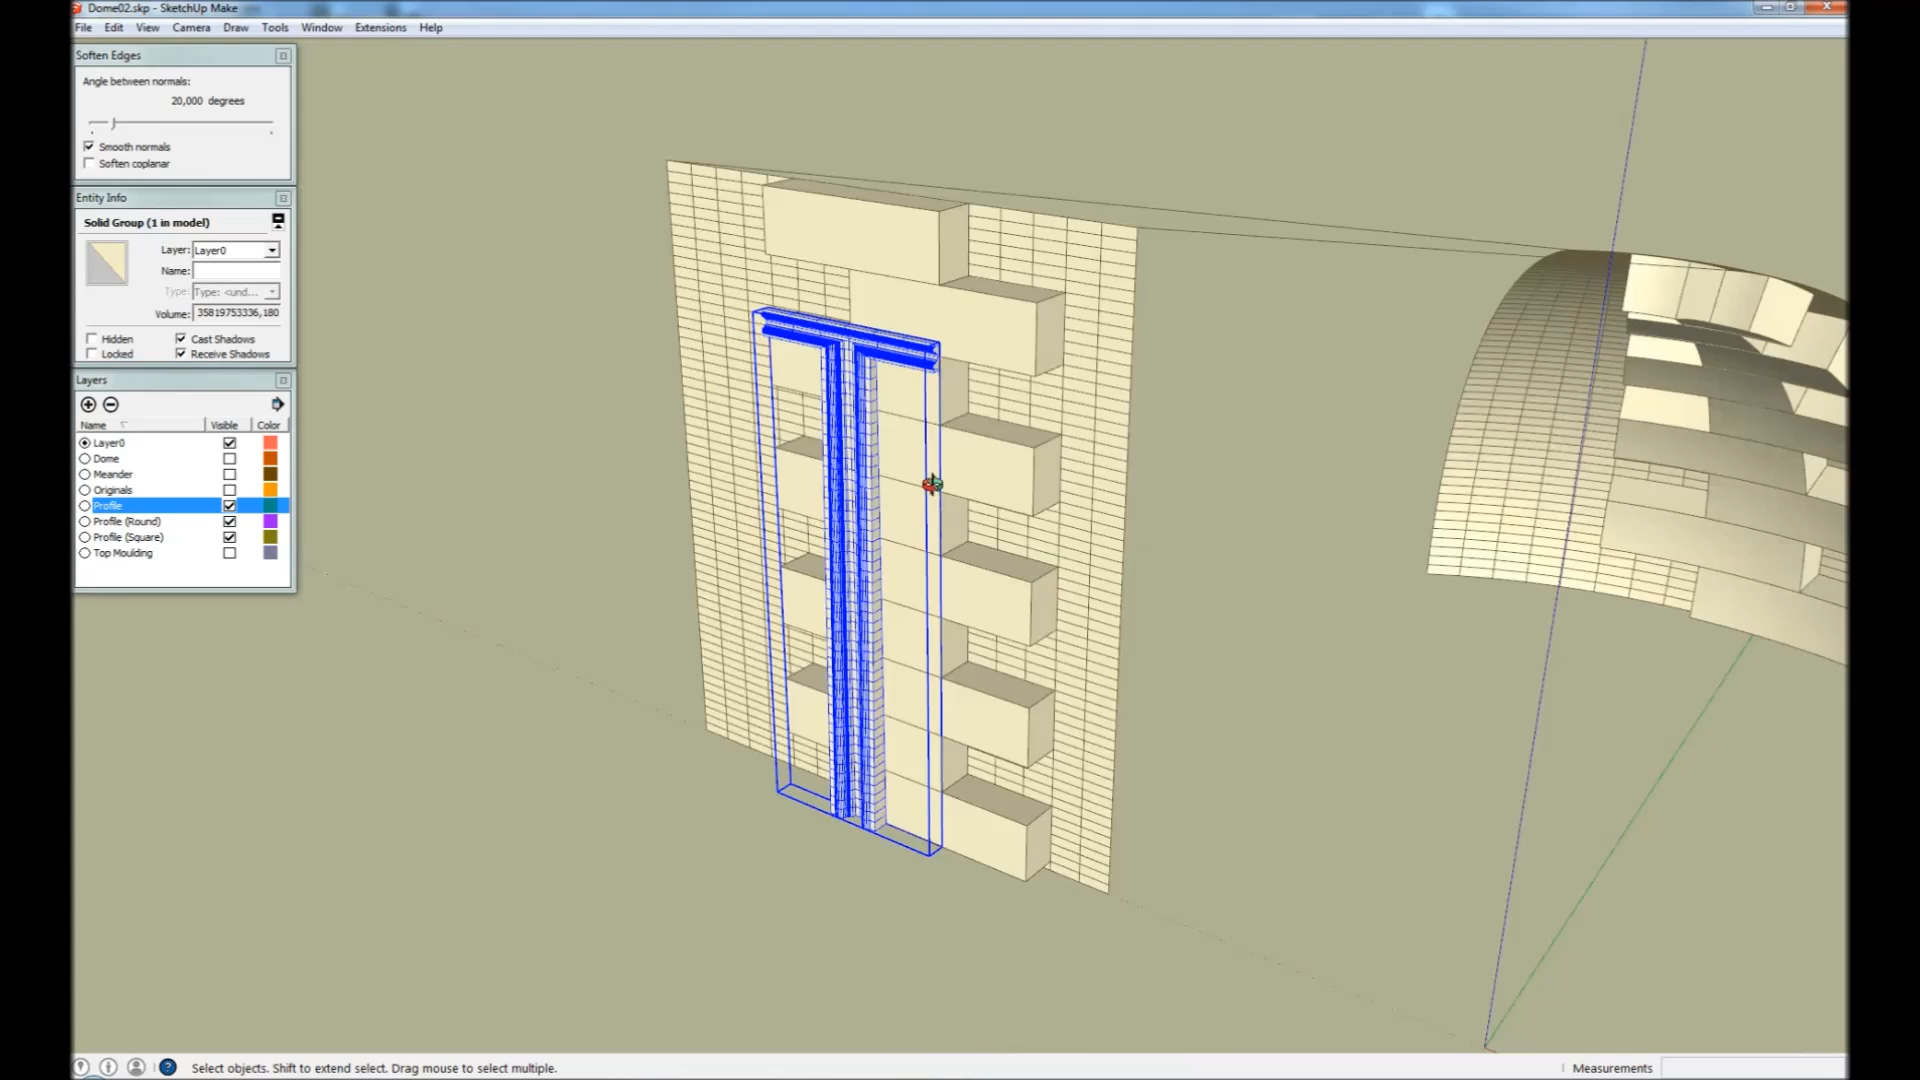 Dome02.skp - SketchUp Make
File Edit View Camera Draw Tools Window Extensions Help
Soften Edges
Angle between normals:
20,000 degrees
Smooth normals
Soften coplanar
Entity Info
Solid Group (1 in model)
Layer: Layer0
Name:
Type: Type: <und...
Volume: 35819753336,180
Hidden Cast Shadows
Locked Receive Shadows
Layers
Name Visible Color
Layer0
Dome
Meander
Originals
Profile
Profile (Round)
Profile (Square)
Top Moulding
Select objects. Shift to extend select. Drag mouse to select multiple.
Measurements